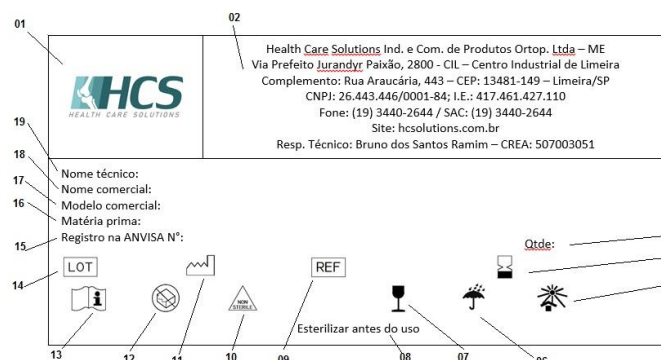 01
02
HCS
HEALTH CARE SOLUTIONS
Health Care Solutions Ind. e Com. de Produtos Ortop. Ltda – ME
Via Prefeito Jurandyr Paixão, 2800 - CIL – Centro Industrial de Limeira
Complemento: Rua Araucária, 443 – CEP: 13481-149 – Limeira/SP
CNPJ: 26.443.446/0001-84; I.E.: 417.461.427.110
Fone: (19) 3440-2644 / SAC: (19) 3440-2644
Site: hcsolutions.com.br
Resp. Técnico: Bruno dos Santos Ramim – CREA: 507003051
19
Nome técnico:
18
Nome comercial:
17
Modelo comercial:
16
Matéria prima:
15
Registro na ANVISA N°:
Qtde:
14
LOT
REF
NON STERILE
Esterilizar antes do uso
13
12
11
10
09
08
07
06